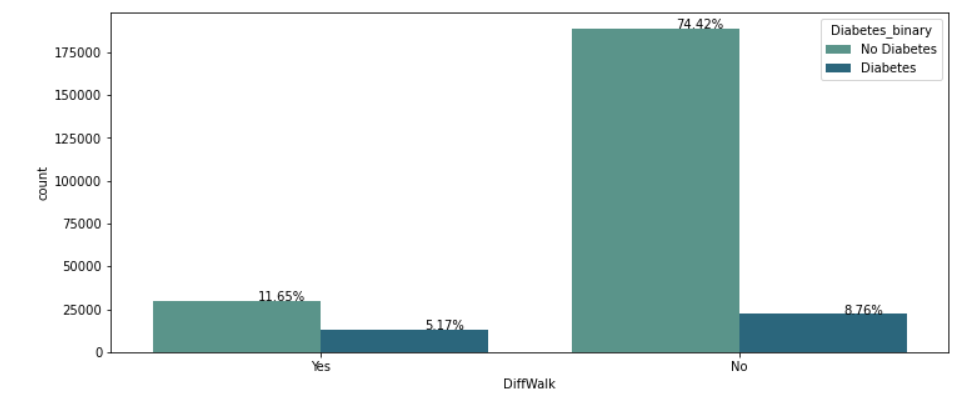 74.42%
Diabetes_binary
No Diabetes
Diabetes
175000
150000
125000
100000
75000
50000
25000
0
count
11.65%
5.17%
8.76%
Yes
No
DiffWalk